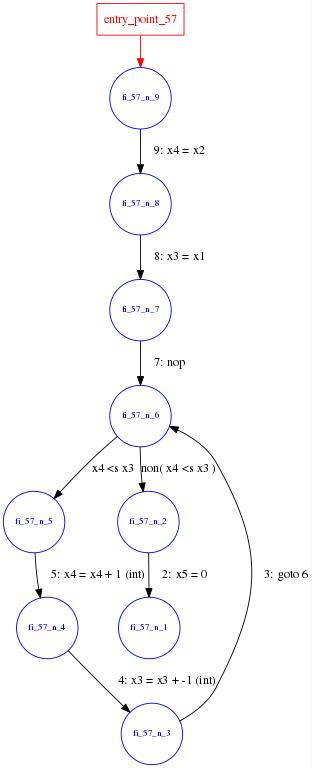 entry_point_57
fi_57_n_9
9: x4 = x2
fi_57_n_8
8: x3 = x1
fi_57_n_7
7: nop
fi_57_n_6
x4 <s x3
non( x4 <s x3 )
fi_57_n_5
fi_57_n_2
5: x4 = x4 + 1 (int)
2: x5 = 0
3: goto 6
fi_57_n_4
fi_57_n_1
4: x3 = x3 + -1 (int)
fi_57_n_3